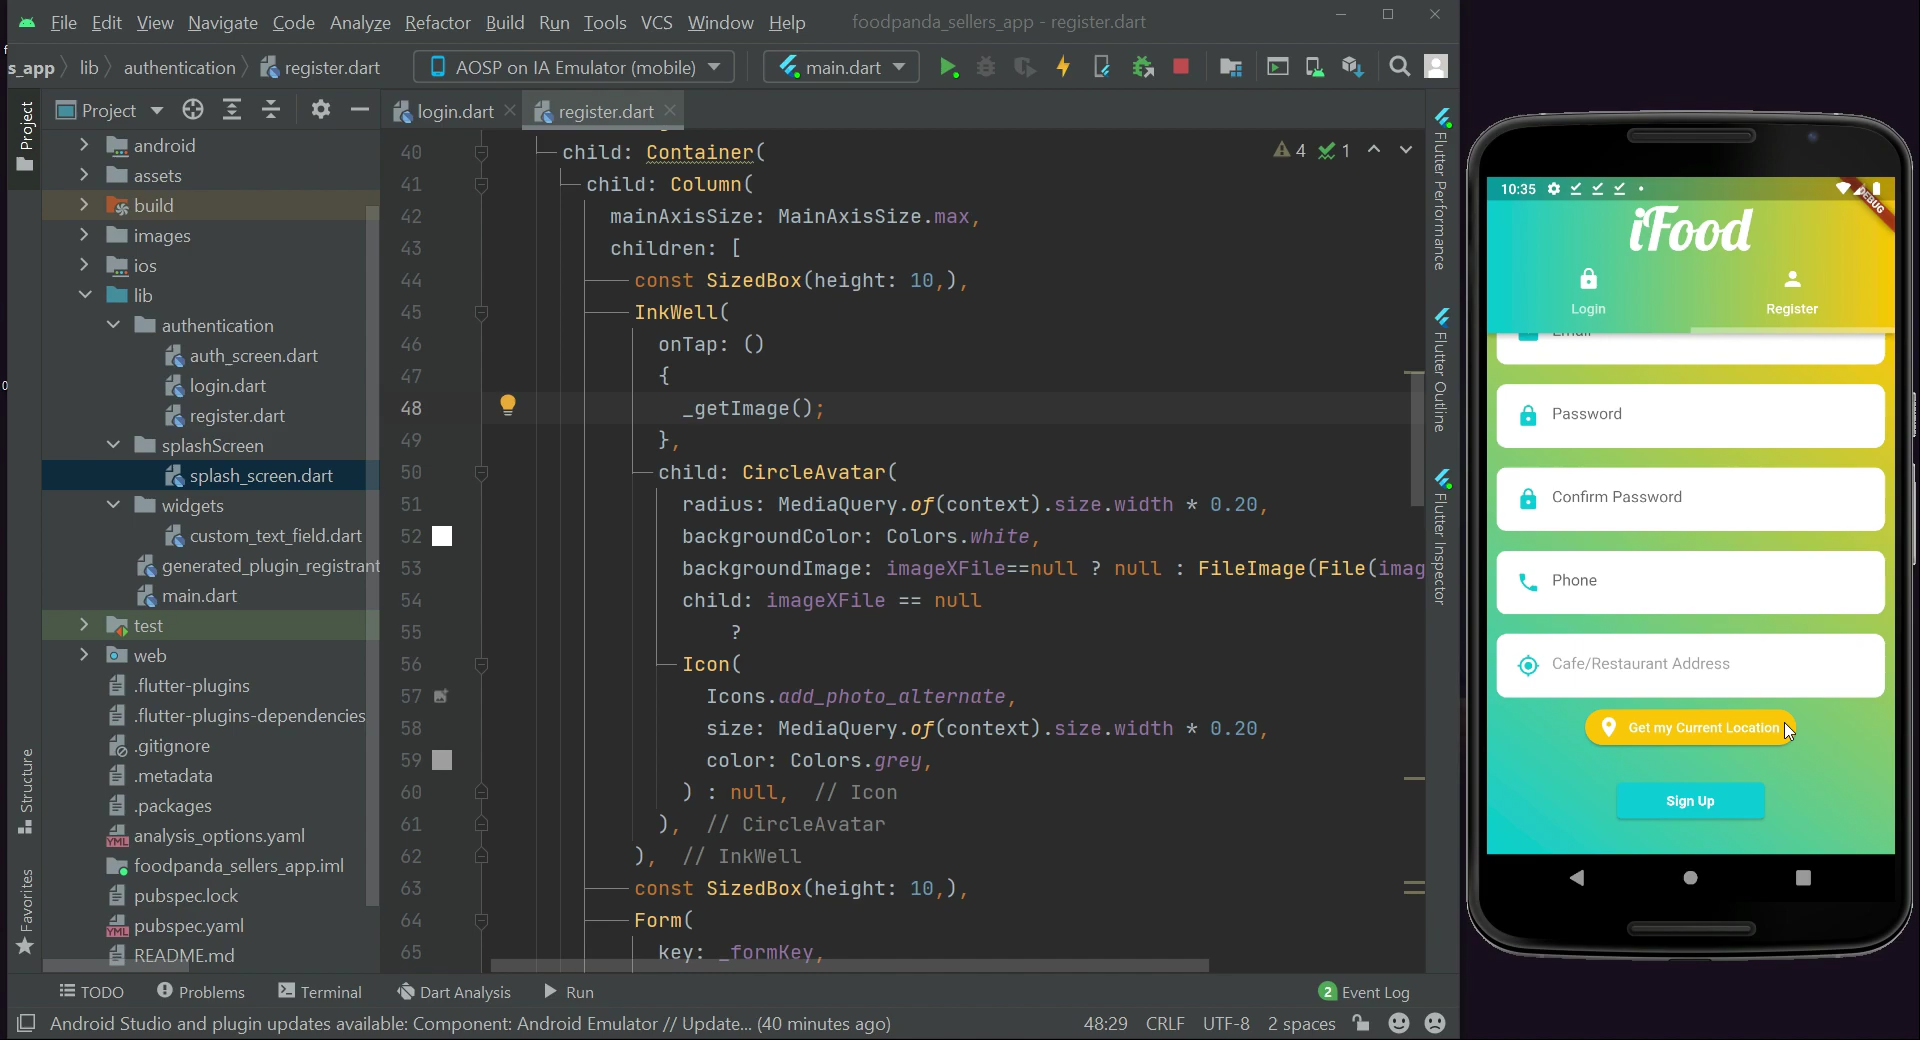 File Edit View Navigate Code Analyze Refactor Build Run Tools VCS Window Help foodpanda_sellers_app - register.dart
s_app lib authentication register.dart AOSP on IA Emulator (mobile) main.dart
Project
Project
login.dart register.dart
android
assets
build
images
ios
lib
authentication
auth_screen.dart
login.dart
register.dart
splashScreen
splash_screen.dart
widgets
custom_text_field.dart
generated_plugin_registrant
main.dart
test
web
.flutter-plugins
.flutter-plugins-dependencies
.gitignore
.metadata
.packages
analysis_options.yaml
foodpanda_sellers_app.iml
pubspec.lock
pubspec.yaml
README.md
Structure
Favorites
4 1
40 child: Container(
41 child: Column(
42 mainAxisSize: MainAxisSize.max,
43 children: [
44 const SizedBox(height: 10,),
45 InkWell(
46 onTap: ()
47 {
48 _getImage();
49 },
50 child: CircleAvatar(
51 radius: MediaQuery.of(context).size.width * 0.20,
52 backgroundColor: Colors.white,
53 backgroundImage: imageXFile==null ? null : FileImage(File(imag
54 child: imageXFile == null
55 ?
56 Icon(
57 Icons.add_photo_alternate,
58 size: MediaQuery.of(context).size.width * 0.20,
59 color: Colors.grey,
60 ) : null, // Icon
61 ), // CircleAvatar
62 ), // InkWell
63 const SizedBox(height: 10,),
64 Form(
65 key: _formKey,
Flutter Performance
Flutter Outline
Flutter Inspector
TODO Problems Terminal Dart Analysis Run 2 Event Log
Android Studio and plugin updates available: Component: Android Emulator // Update... (40 minutes ago) 48:29 CRLF UTF-8 2 spaces
10:35
DEBUG
iFood
Login Register
Email
Password
Confirm Password
Phone
Cafe/Restaurant Address
Get my Current Location
Sign Up